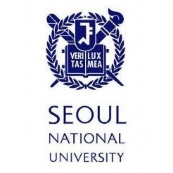 VERI LUX
TAS MEA
SEOUL
NATIONAL
UNIVERSITY